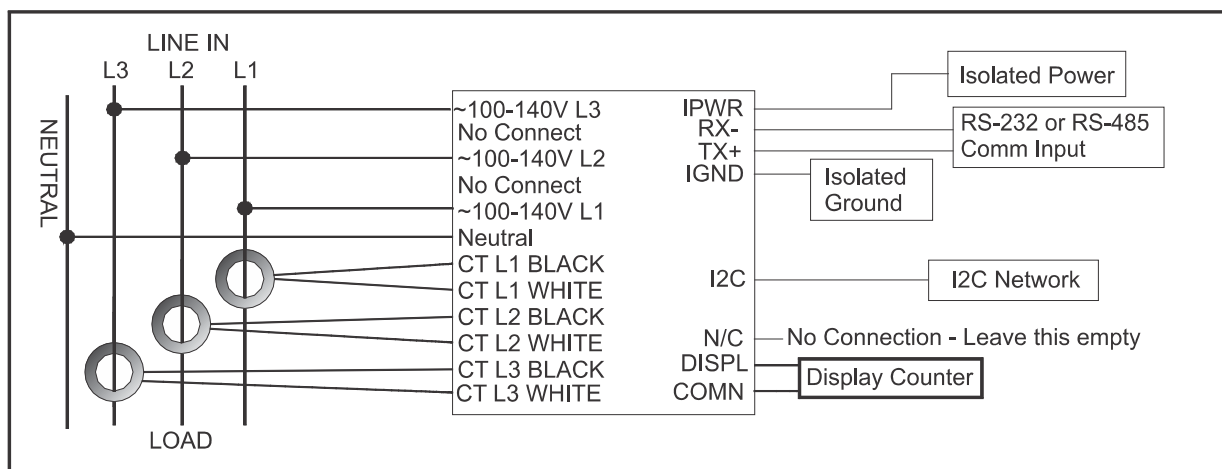 LINE IN
L3 L2 L1
NEUTRAL
~100-140V L3
No Connect
~100-140V L2
No Connect
~100-140V L1
Neutral
CT L1 BLACK
CT L1 WHITE
CT L2 BLACK
CT L2 WHITE
CT L3 BLACK
CT L3 WHITE
LOAD
IPWR
RX-
TX+
IGND
I2C
N/C
DISPL
COMN
Isolated Power
RS-232 or RS-485
Comm Input
Isolated
Ground
I2C Network
No Connection - Leave this empty
Display Counter